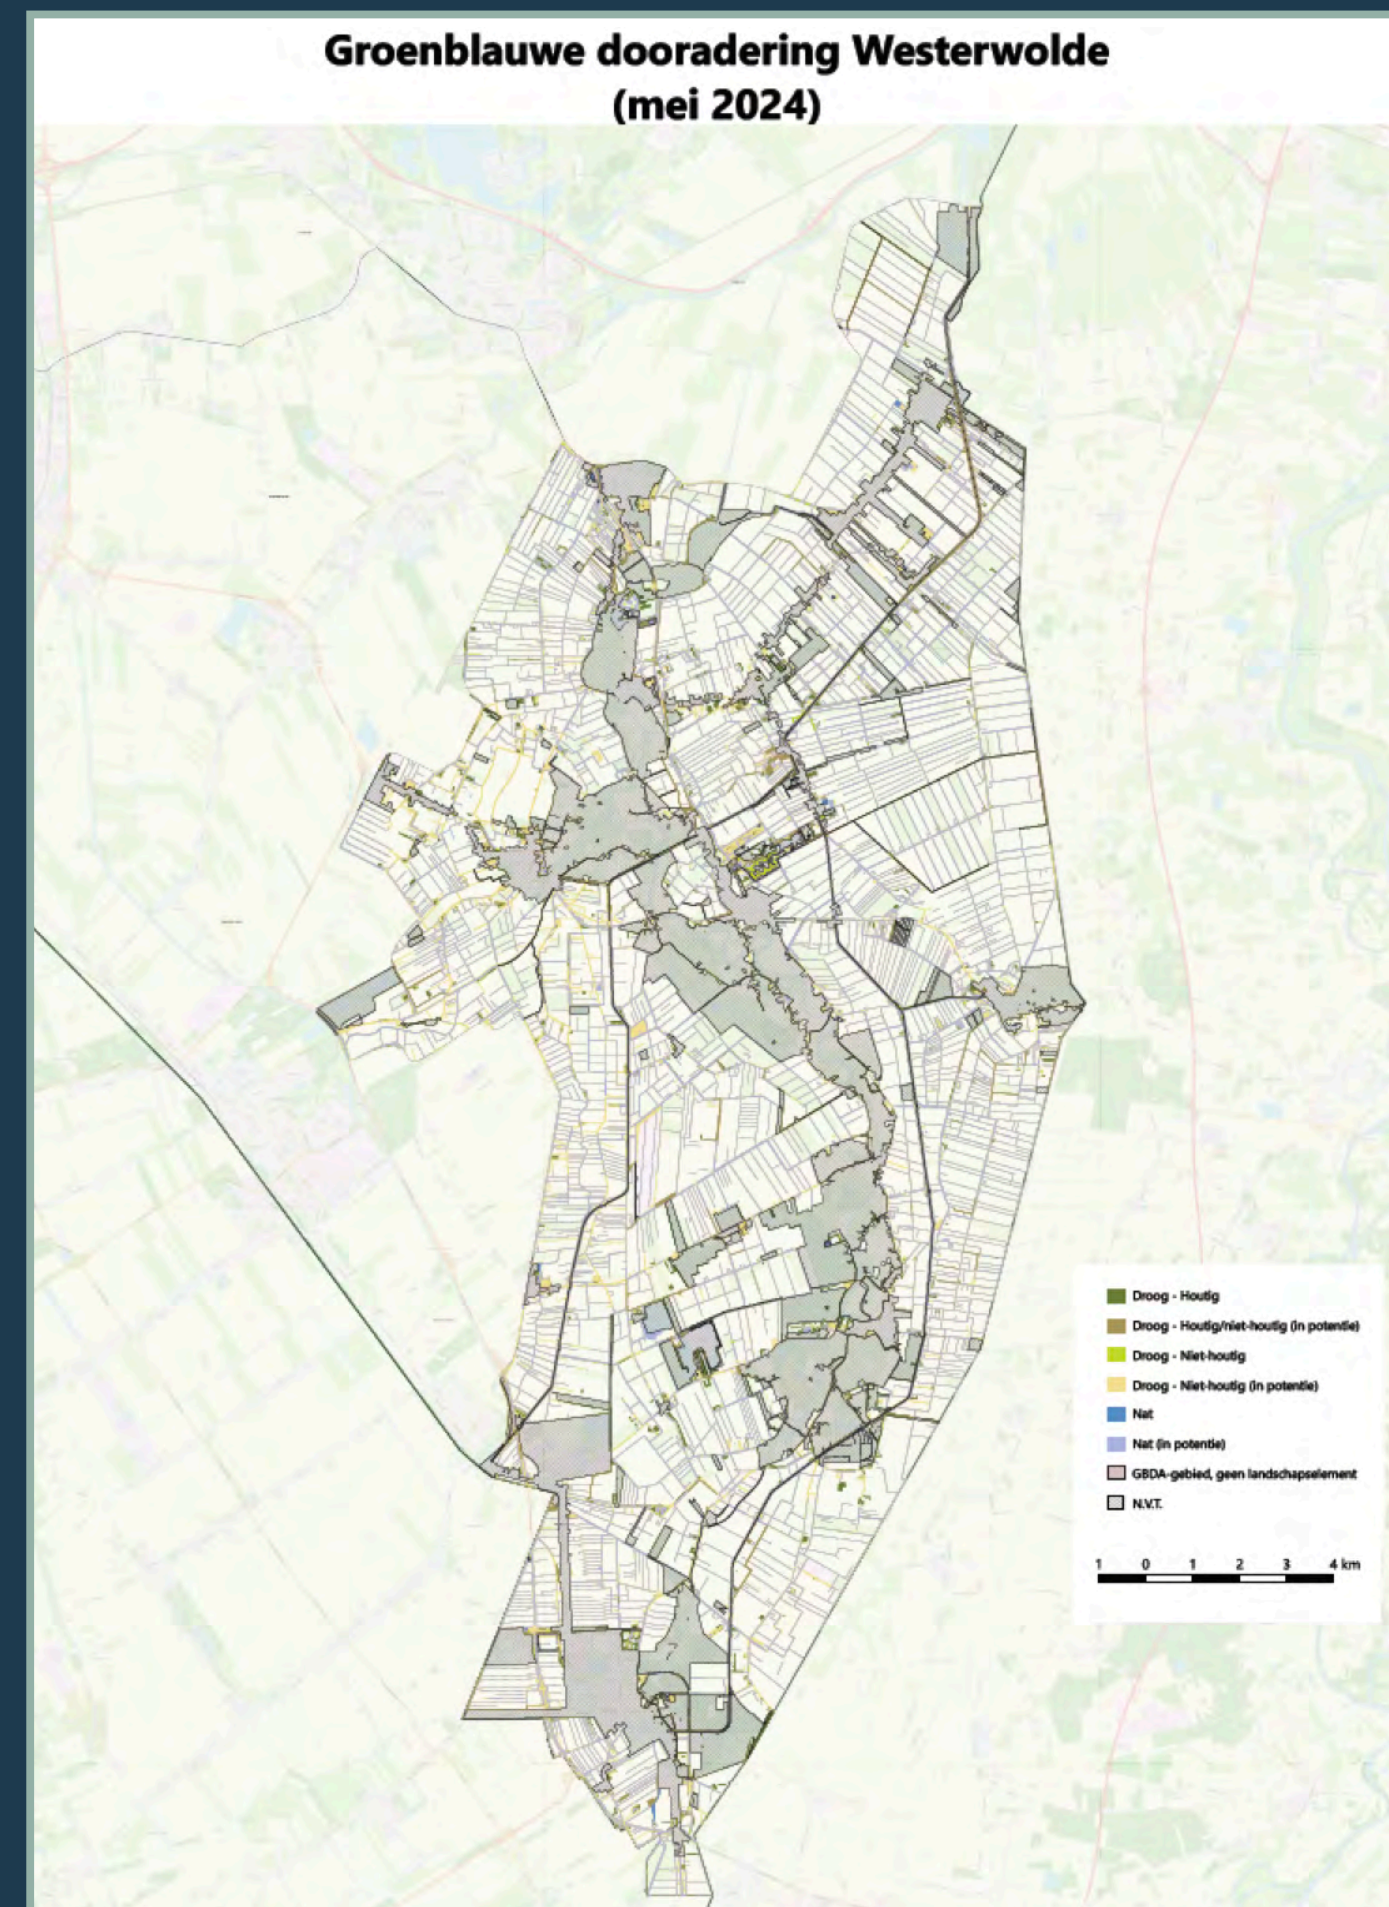 Groenblauwe dooradering Westerwolde
(mei 2024)
Droog - Houtig
Droog - Houtig/niet-houtig (in potentie)
Droog - Niet-houtig
Droog - Niet-houtig (in potentie)
Nat
Nat (in potentie)
GBDA-gebied, geen landschapselement
N.V.T.
1 0 1 2 3 4 km